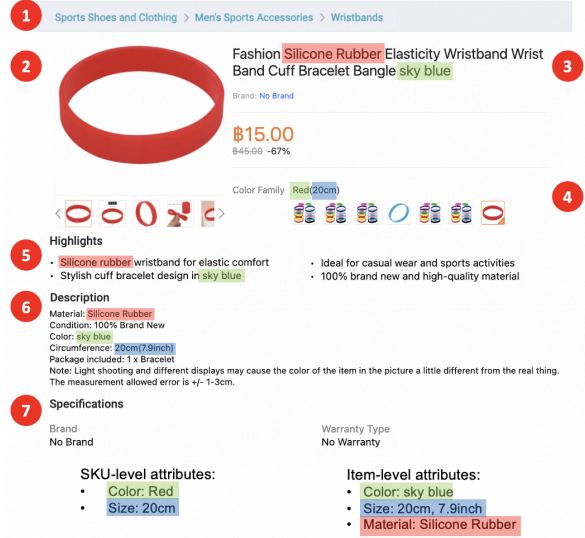 1
Sports Shoes and Clothing > Men's Sports Accessories > Wristbands
2
Fashion Silicone Rubber Elasticity Wristband Wrist
Band Cuff Bracelet Bangle sky blue
3
Brand: No Brand
฿15.00
฿45.00 -67%
Color Family Red(20cm)
4
Highlights
5
• Silicone rubber wristband for elastic comfort
• Stylish cuff bracelet design in sky blue
• Ideal for casual wear and sports activities
• 100% brand new and high-quality material
6
Description
Material: Silicone Rubber
Condition: 100% Brand New
Color: sky blue
Circumference: 20cm(7.9inch)
Package included: 1 x Bracelet
Note: Light shooting and different displays may cause the color of the item in the picture a little different from the real thing.
The measurement allowed error is +/- 1-3cm.
7
Specifications
Brand
No Brand
Warranty Type
No Warranty
SKU-level attributes:
• Color: Red
• Size: 20cm
Item-level attributes:
• Color: sky blue
• Size: 20cm, 7.9inch
• Material: Silicone Rubber